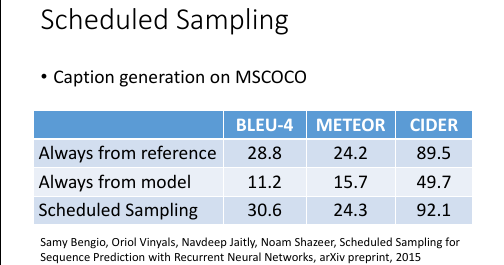 Scheduled Sampling
• Caption generation on MSCOCO
BLEU-4 METEOR CIDER
Always from reference 28.8 24.2 89.5
Always from model 11.2 15.7 49.7
Scheduled Sampling 30.6 24.3 92.1
Samy Bengio, Oriol Vinyals, Navdeep Jaitly, Noam Shazeer, Scheduled Sampling for
Sequence Prediction with Recurrent Neural Networks, arXiv preprint, 2015